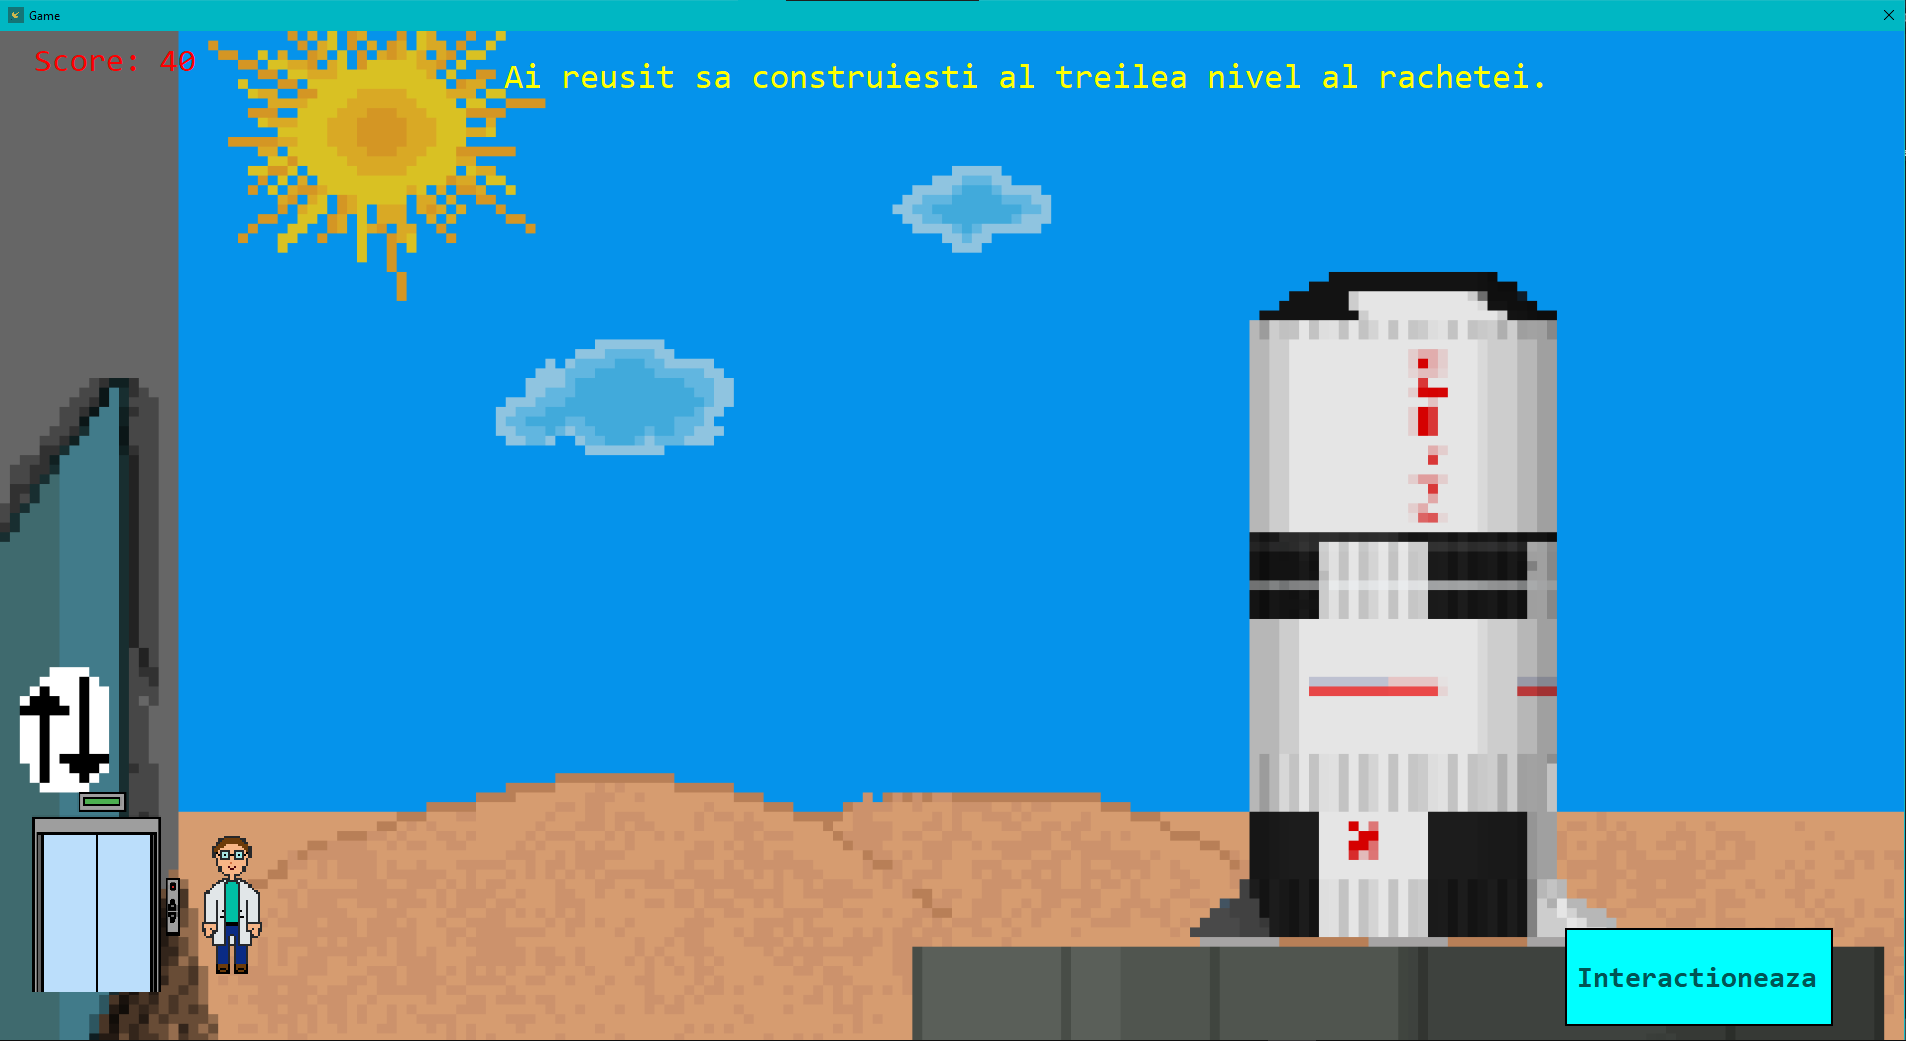 Game
Score: 40
Ai reusit sa construiesti al treilea nivel al rachetei.
Interactioneaza